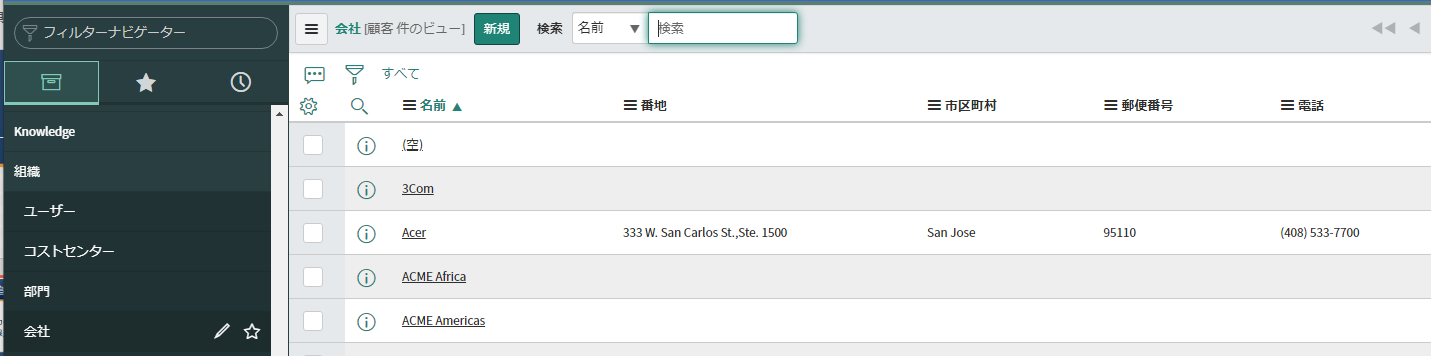 フィルターナビゲーター
Knowledge
組織
ユーザー
コストセンター
部門
会社
会社 [顧客 件のビュー] 新規 検索 名前 検索
すべて
名前 番地 市区町村 郵便番号 電話
(空)
3Com
Acer 333 W. San Carlos St.,Ste. 1500 San Jose 95110 (408) 533-7700
ACME Africa
ACME Americas